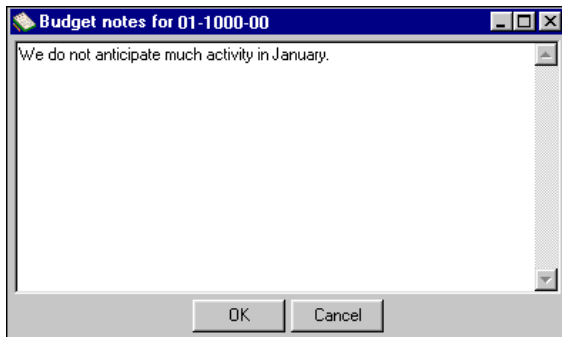 Budget notes for 01-1000-00
We do not anticipate much activity in January.
OK Cancel